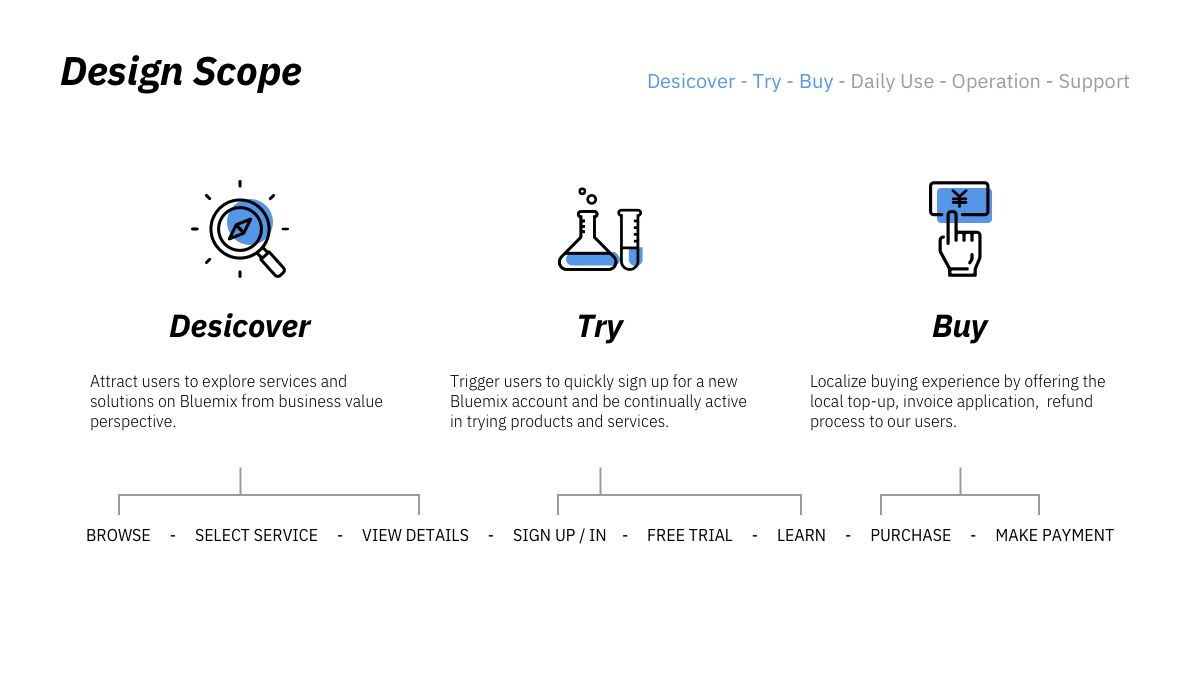 Design Scope
Desicover - Try - Buy - Daily Use - Operation - Support
¥
Desicover
Attract users to explore services and
solutions on Bluemix from business value
perspective.
Try
Trigger users to quickly sign up for a new
Bluemix account and be continually active
in trying products and services.
Buy
Localize buying experience by offering the
local top-up, invoice application,  refund
process to our users.
BROWSE - SELECT SERVICE - VIEW DETAILS - SIGN UP / IN - FREE TRIAL - LEARN - PURCHASE - MAKE PAYMENT